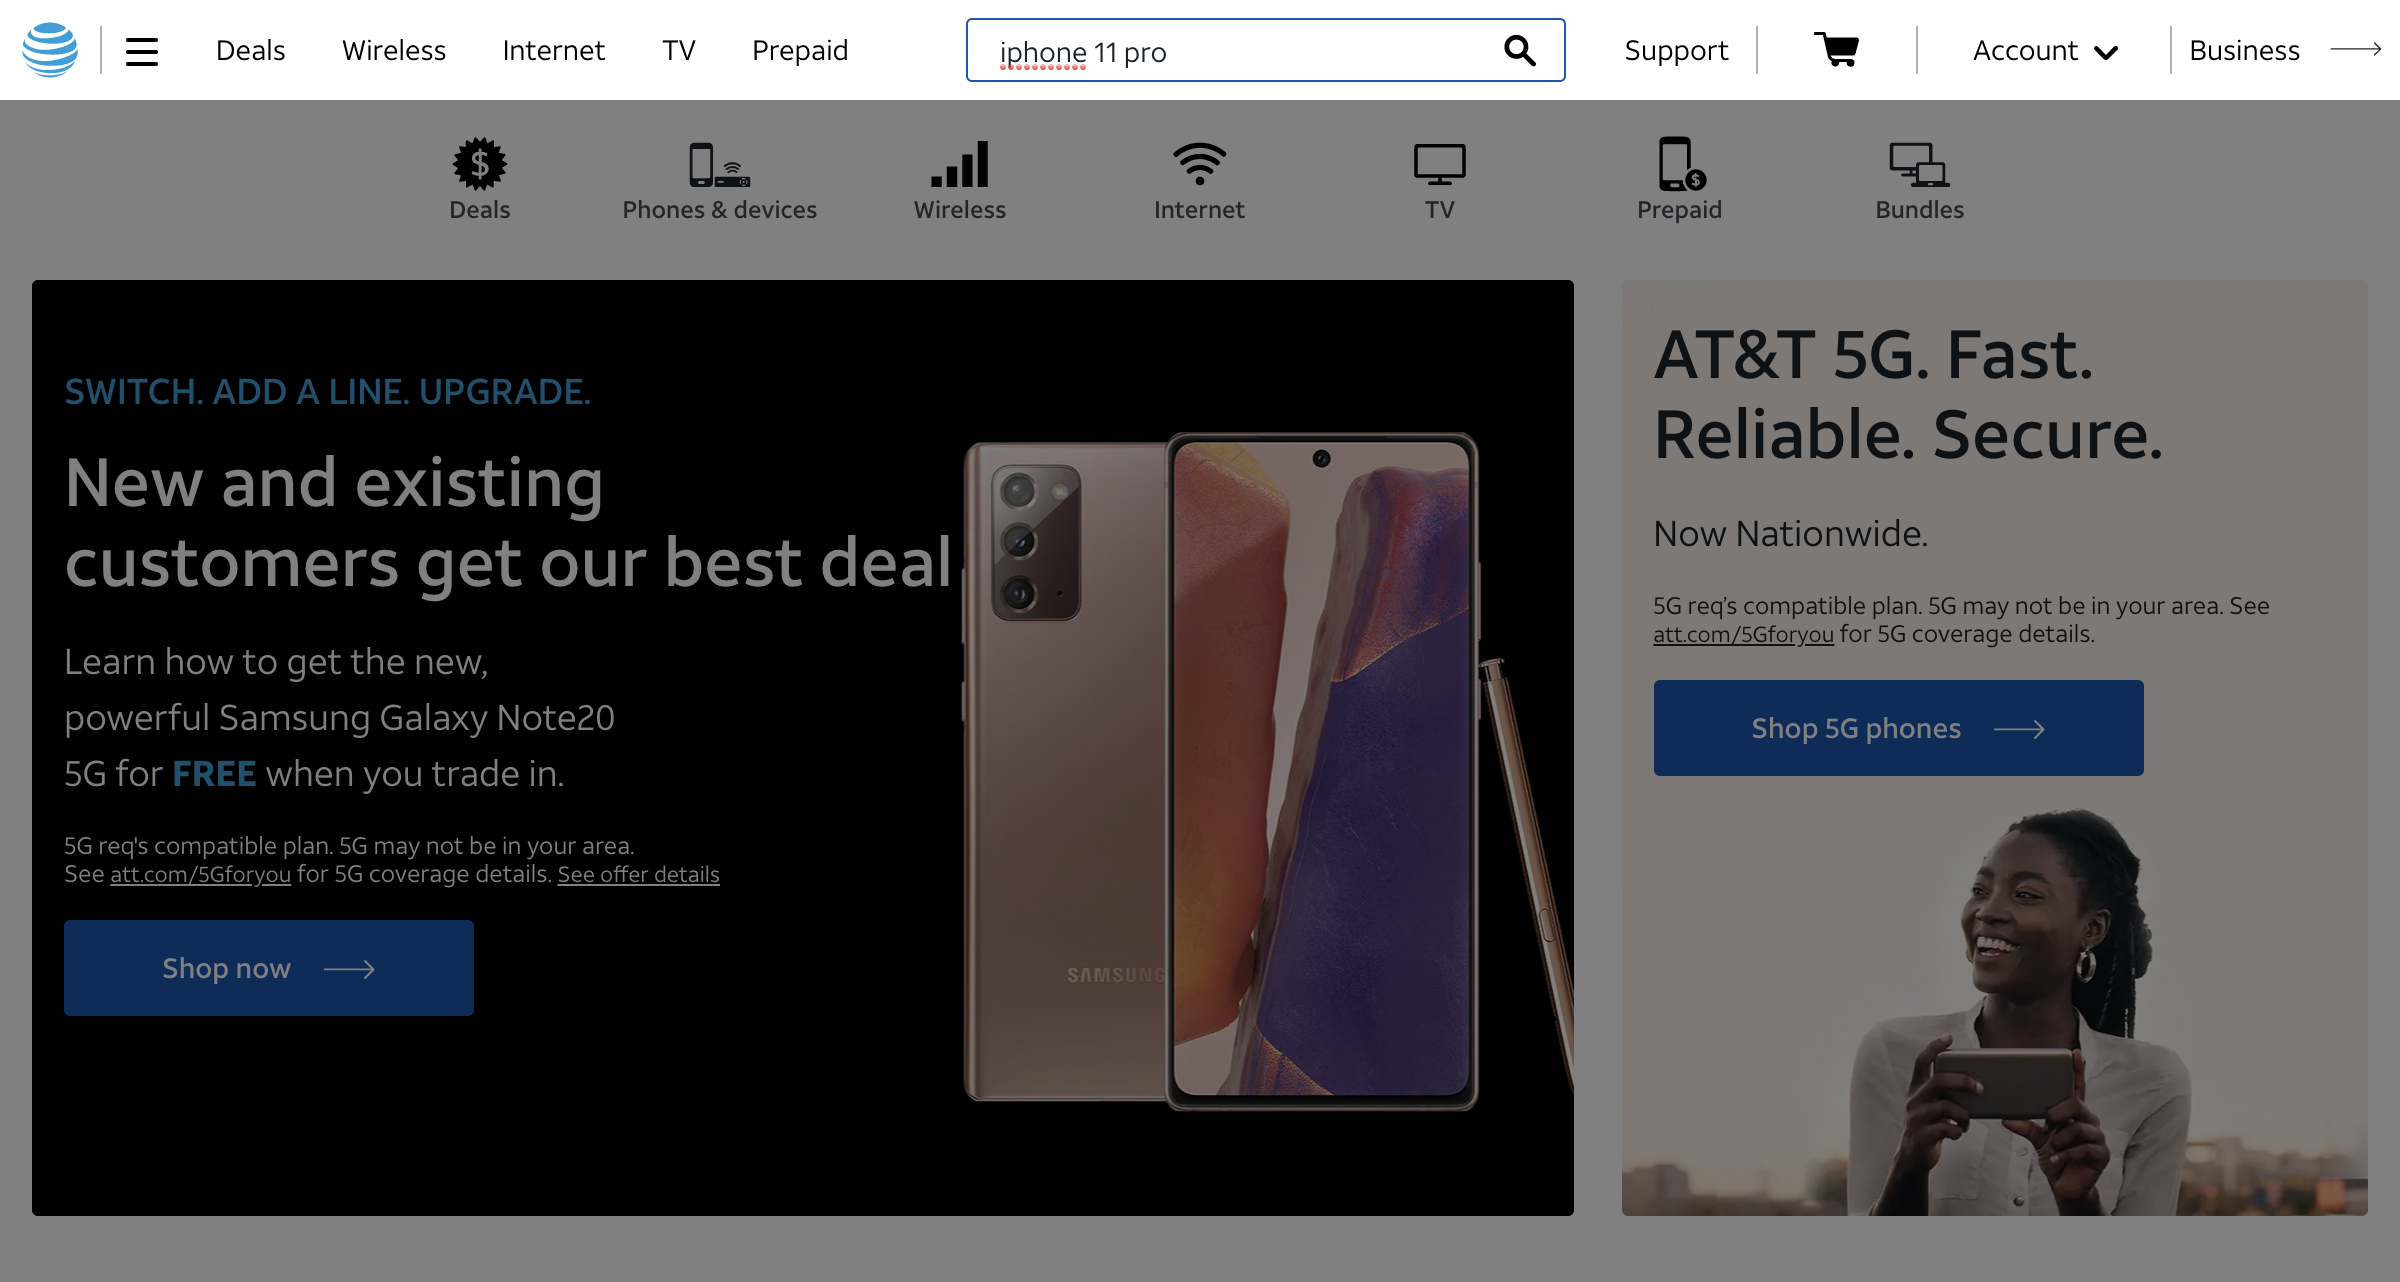 Deals Wireless Internet TV Prepaid iphone 11 pro Support Account Business
Deals Phones & devices Wireless Internet TV Prepaid Bundles
SWITCH. ADD A LINE. UPGRADE.
New and existing
customers get our best deal
Learn how to get the new,
powerful Samsung Galaxy Note20
5G for FREE when you trade in.
5G req's compatible plan. 5G may not be in your area.
See att.com/5Gforyou for 5G coverage details. See offer details
Shop now
SAMSUNG
AT&T 5G. Fast.
Reliable. Secure.
Now Nationwide.
5G req’s compatible plan. 5G may not be in your area. See
att.com/5Gforyou for 5G coverage details.
Shop 5G phones